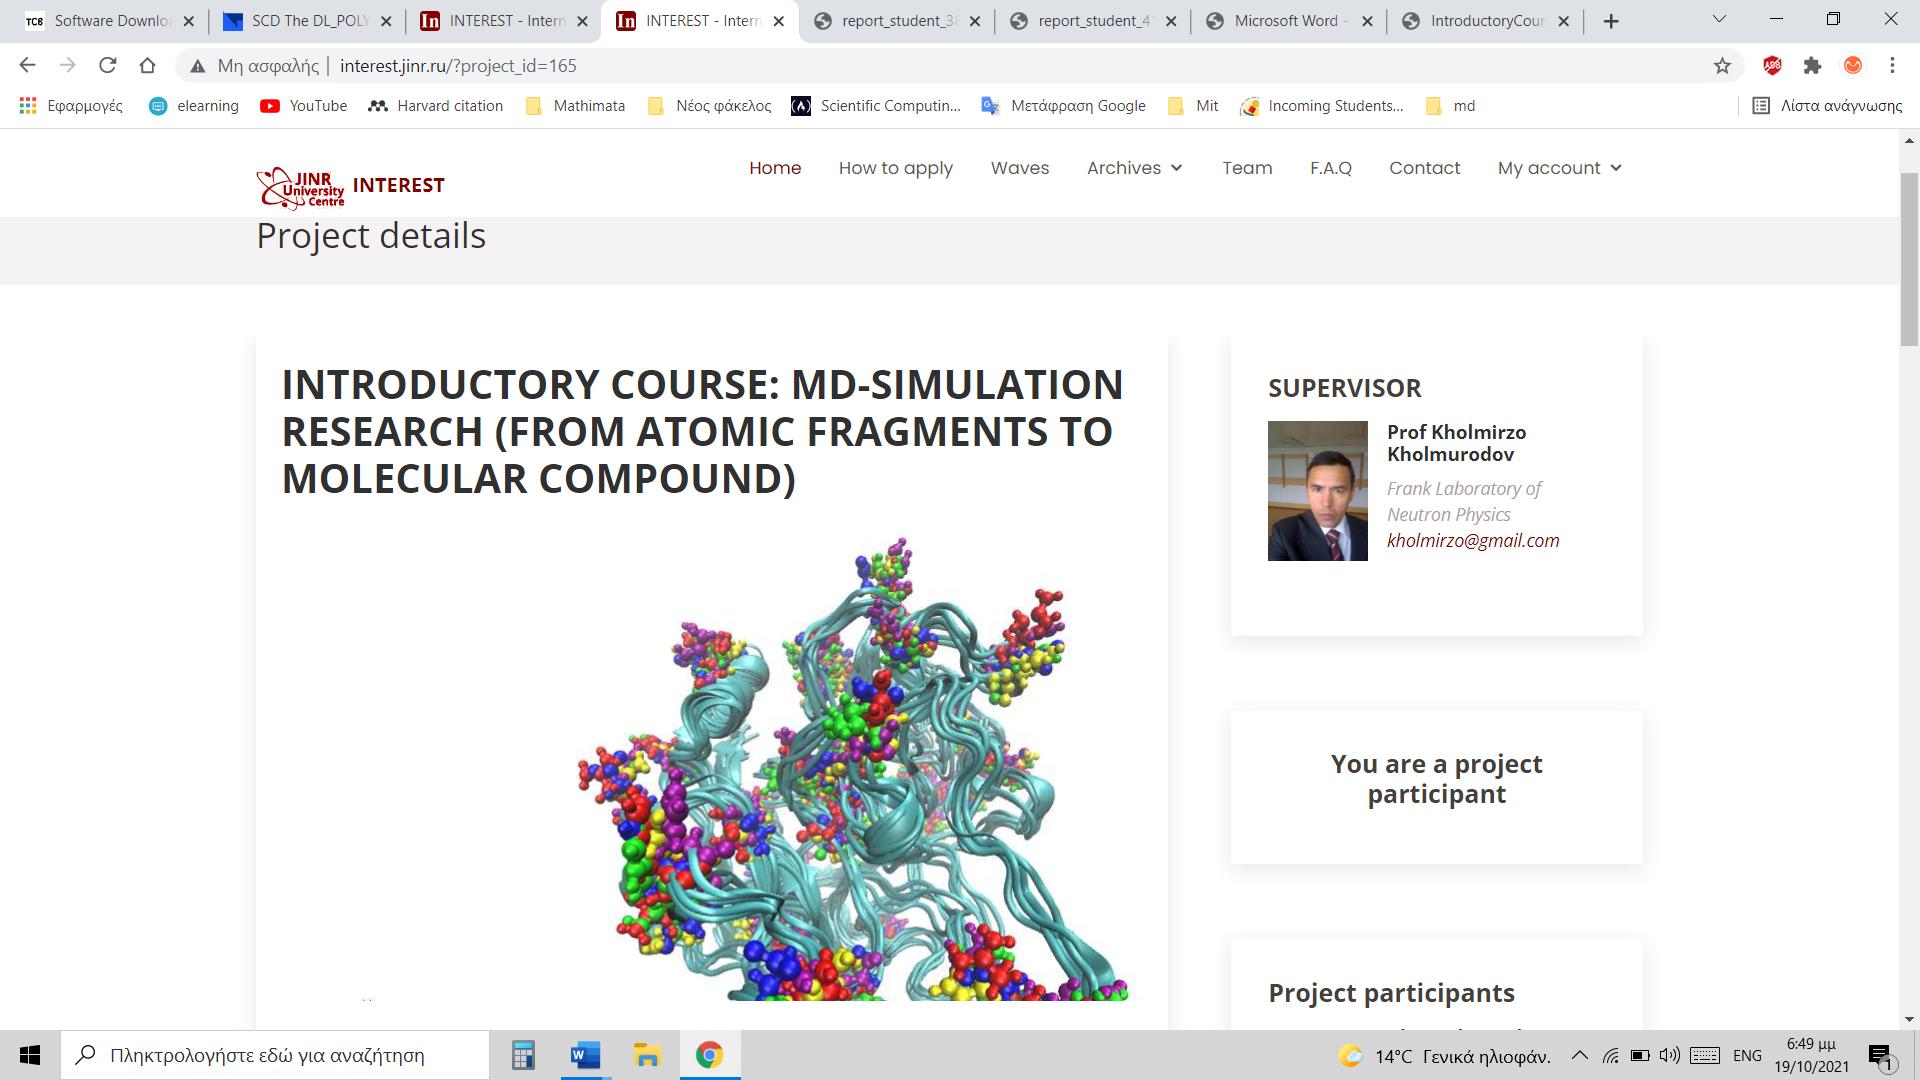 Software Downloa
SCD The DL_POLY
INTEREST - Intern
INTEREST - Intern
report_student_38
report_student_41
Microsoft Word -
IntroductoryCour
Μη ασφαλής
interest.jinr.ru/?project_id=165
Εφαρμογές
elearning
YouTube
Harvard citation
Mathimata
Νέος φάκελος
Scientific Computin...
Μετάφραση Google
Mit
Incoming Students...
md
Λίστα ανάγνωσης
JINR
University
Centre
INTEREST
Home
How to apply
Waves
Archives
Team
F.A.Q
Contact
My account
Project details
INTRODUCTORY COURSE: MD-SIMULATION
RESEARCH (FROM ATOMIC FRAGMENTS TO
MOLECULAR COMPOUND)
SUPERVISOR
Prof Kholmirzo
Kholmurodov
Frank Laboratory of
Neutron Physics
kholmirzo@gmail.com
You are a project
participant
Project participants
Πληκτρολογήστε εδώ για αναζήτηση
14°C Γενικά ηλιοφάν.
ENG
6:49 μμ
19/10/2021
1